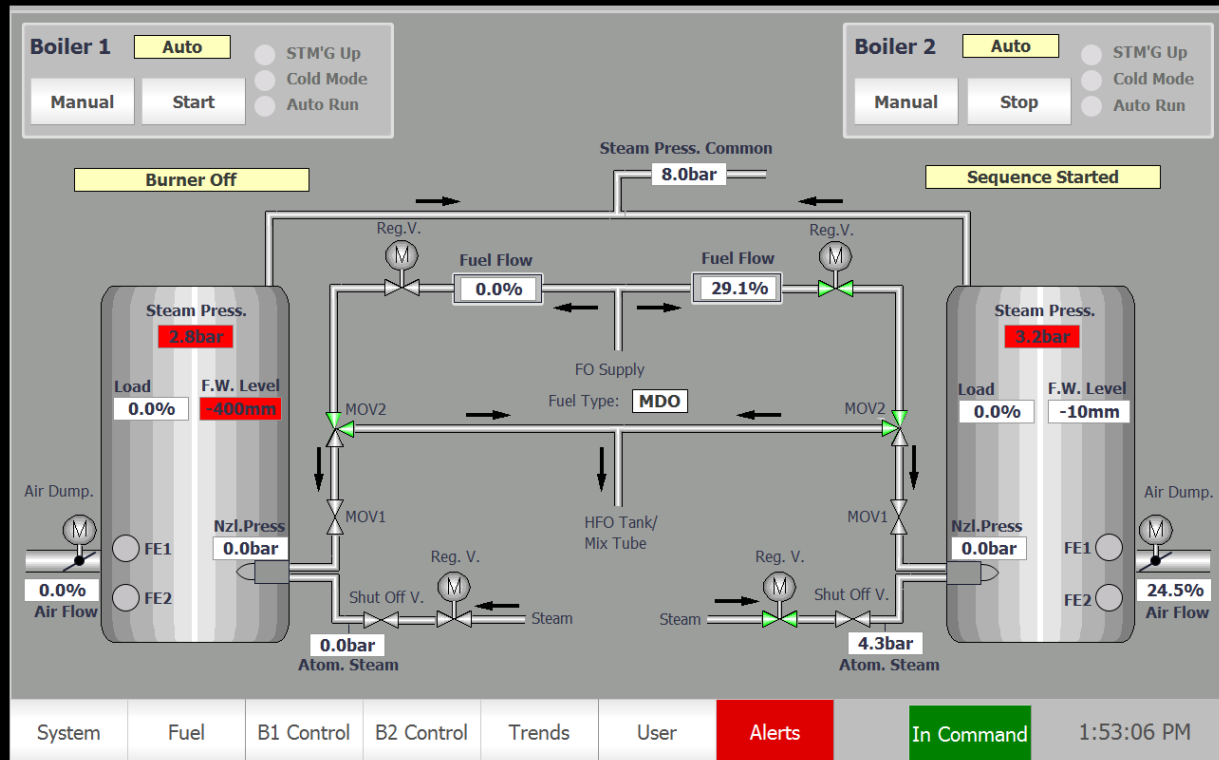 Boiler 1
Auto
STM'G Up
Cold Mode
Auto Run
Manual
Start
Boiler 2
Auto
STM'G Up
Cold Mode
Auto Run
Manual
Stop
Burner Off
Steam Press. Common
8.0bar
Sequence Started
Reg.V.
M
Fuel Flow
0.0%
Fuel Flow
29.1%
Reg.V.
M
Steam Press.
2.8bar
Load
0.0%
F.W. Level
-400mm
FO Supply
Fuel Type:
MDO
MOV2
MOV2
Steam Press.
3.2bar
Load
0.0%
F.W. Level
-10mm
Air Dump.
M
0.0%
Air Flow
FE1
FE2
Nzl.Press
0.0bar
MOV1
HFO Tank/
Mix Tube
MOV1
Nzl.Press
0.0bar
FE1
FE2
Air Dump.
M
24.5%
Air Flow
Shut Off V.
Reg. V.
M
Steam
0.0bar
Atom. Steam
Reg. V.
M
Steam
Shut Off V.
4.3bar
Atom. Steam
System
Fuel
B1 Control
B2 Control
Trends
User
Alerts
In Command
1:53:06 PM